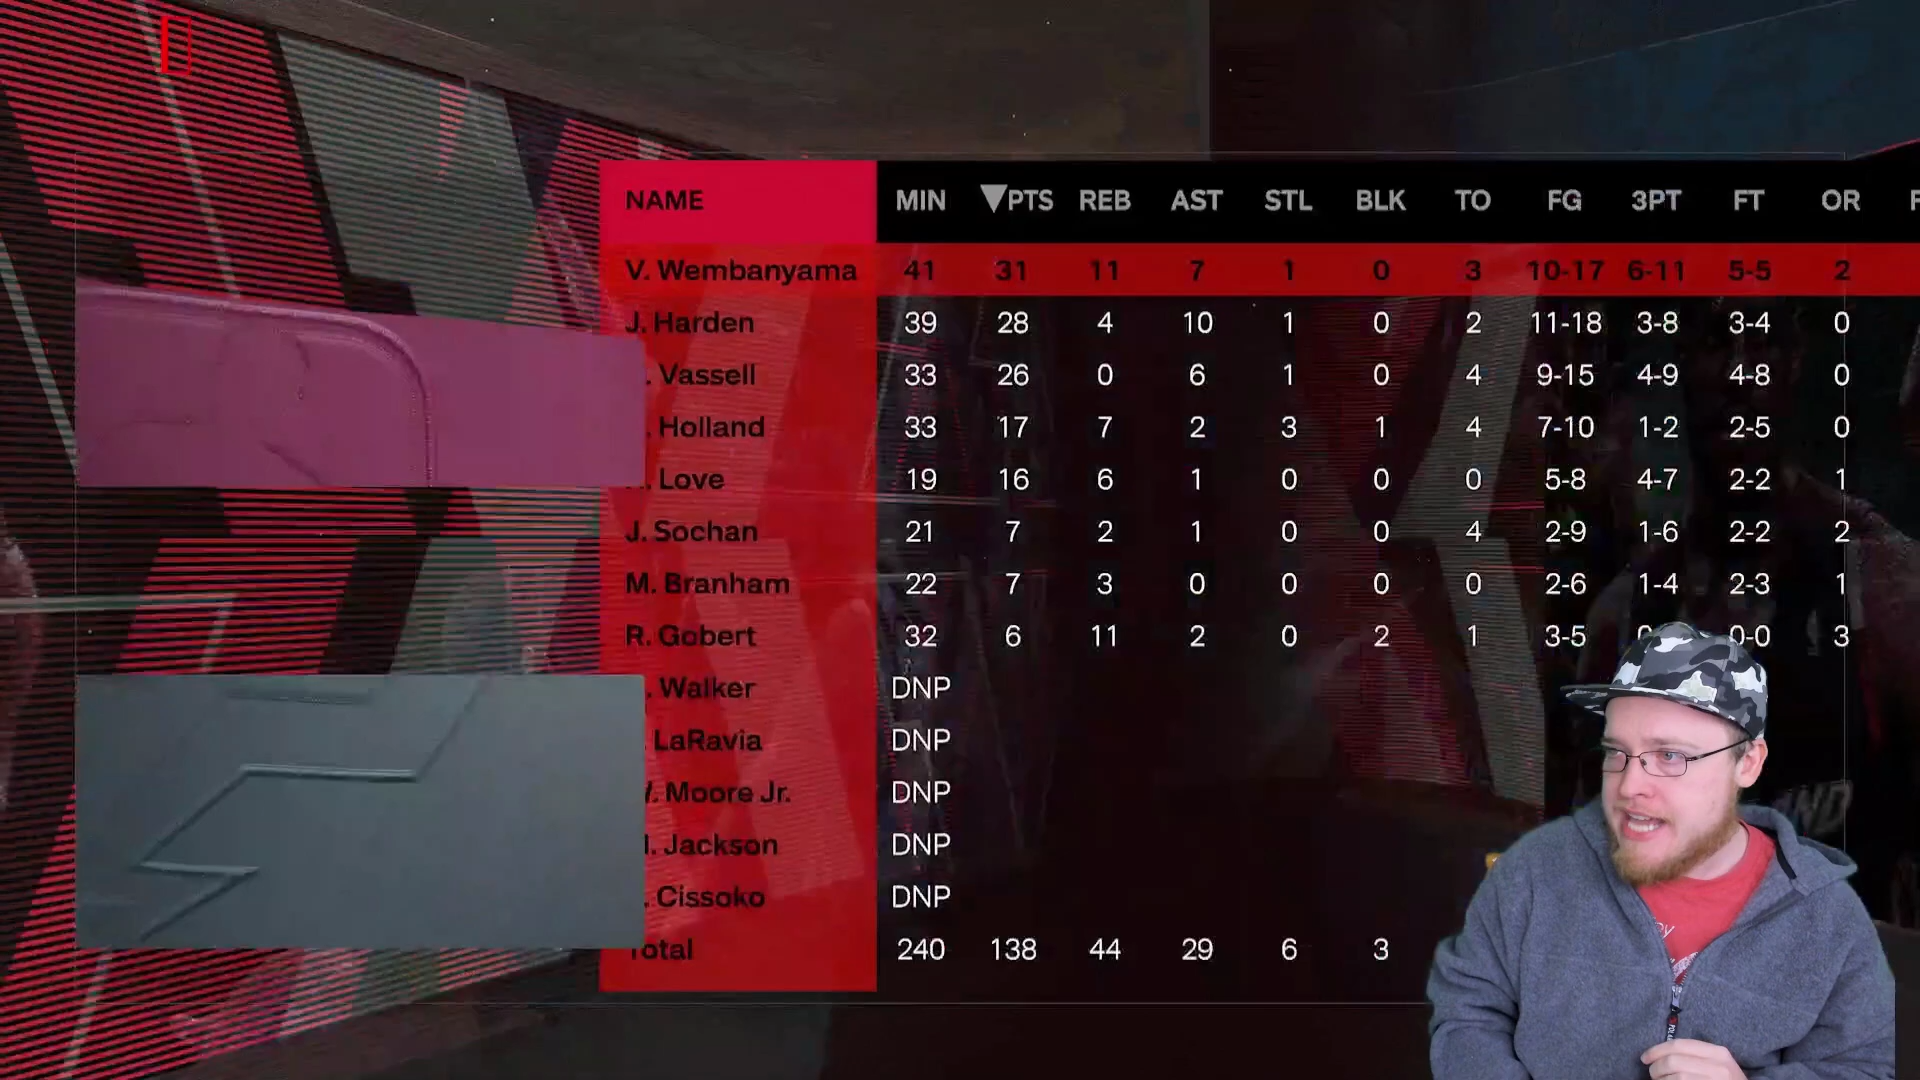 NAME MIN ▼PTS REB AST STL BLK TO FG 3PT FT OR
V. Wembanyama 41 31 11 7 1 0 3 10-17 6-11 5-5 2
J. Harden 39 28 4 10 1 0 2 11-18 3-8 3-4 0
. Vassell 33 26 0 6 1 0 4 9-15 4-9 4-8 0
. Holland 33 17 7 2 3 1 4 7-10 1-2 2-5 0
. Love 19 16 6 1 0 0 0 5-8 4-7 2-2 1
J. Sochan 21 7 2 1 0 0 4 2-9 1-6 2-2 2
M. Branham 22 7 3 0 0 0 0 2-6 1-4 2-3 1
R. Gobert 32 6 11 2 0 2 1 3-5 0-0 3
. Walker DNP
. LaRavia DNP
. Moore Jr. DNP
. Jackson DNP
. Cissoko DNP
Total 240 138 44 29 6 3